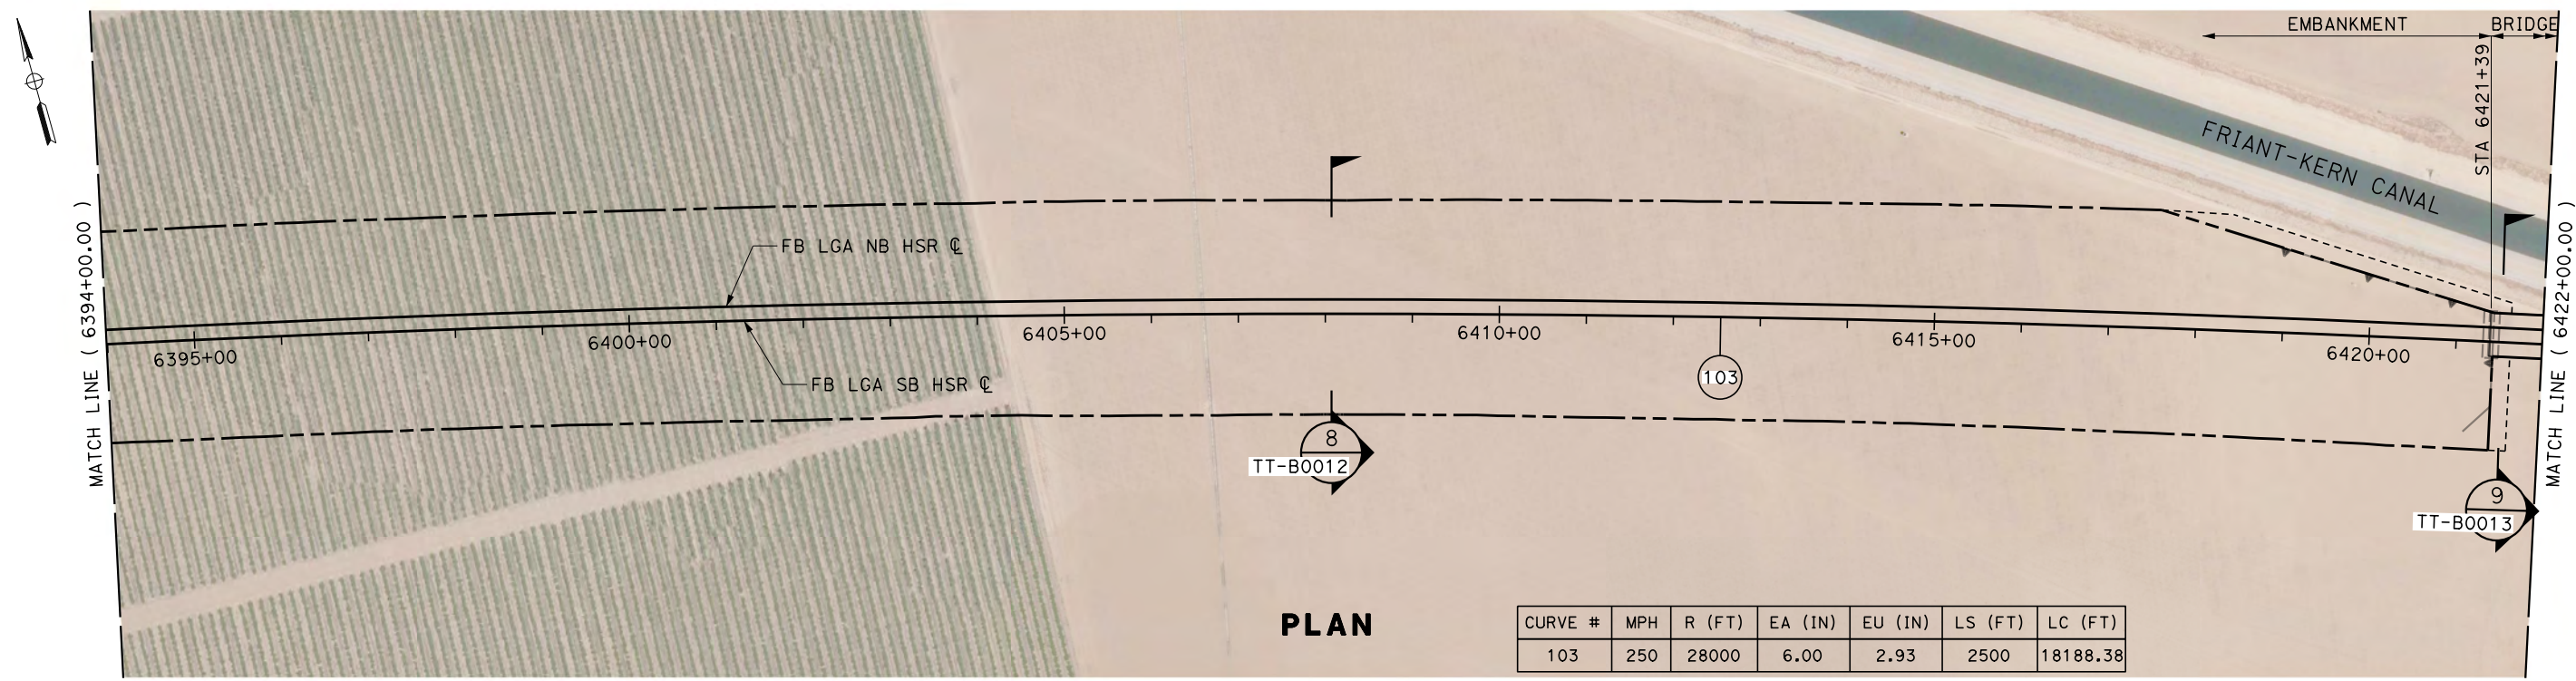 EMBANKMENT
BRIDGE
STA 6421+39
FRIANT-KERN CANAL
MATCH LINE ( 6394+00.00 )
MATCH LINE ( 6422+00.00 )
FB LGA NB HSR ℄
6395+00
6400+00
6405+00
6410+00
6415+00
6420+00
FB LGA SB HSR ℄
103
8
TT-B0012
9
TT-B0013
PLAN
CURVE # MPH R (FT) EA (IN) EU (IN) LS (FT) LC (FT)
103 250 28000 6.00 2.93 2500 18188.38